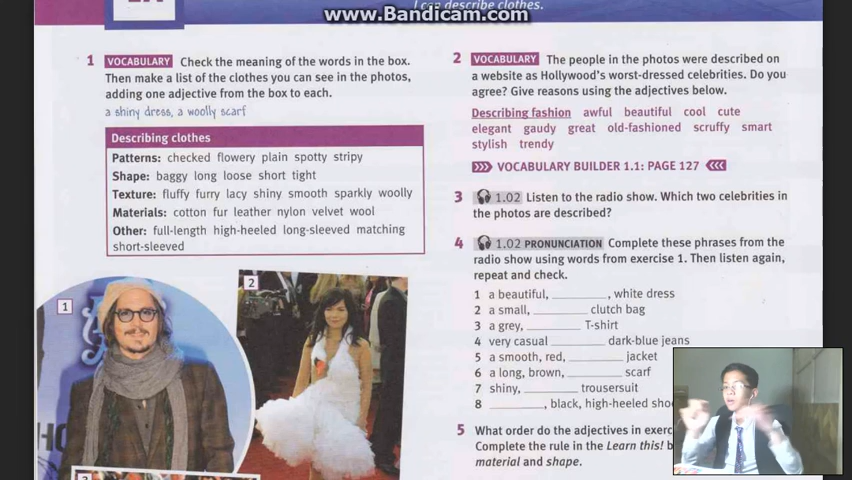 www.Bandicam.com
I can describe clothes.
1 VOCABULARY Check the meaning of the words in the box.
Then make a list of the clothes you can see in the photos,
adding one adjective from the box to each.
a shiny dress, a woolly scarf
Describing clothes
Patterns: checked flowery plain spotty stripy
Shape: baggy long loose short tight
Texture: fluffy furry lacy shiny smooth sparkly woolly
Materials: cotton fur leather nylon velvet wool
Other: full-length high-heeled long-sleeved matching
short-sleeved
1
2
3
2 VOCABULARY The people in the photos were described on
a website as Hollywood's worst-dressed celebrities. Do you
agree? Give reasons using the adjectives below.
Describing fashion awful beautiful cool cute
elegant gaudy great old-fashioned scruffy smart
stylish trendy
VOCABULARY BUILDER 1.1: PAGE 127
3 1.02 Listen to the radio show. Which two celebrities in
the photos are described?
4 1.02 PRONUNCIATION Complete these phrases from the
radio show using words from exercise 1. Then listen again,
repeat and check.
1 a beautiful, ________, white dress
2 a small, ________ clutch bag
3 a grey, ________ T-shirt
4 very casual ________ dark-blue jeans
5 a smooth, red, ________ jacket
6 a long, brown, ________ scarf
7 shiny, ________ trousersuit
8 ________, black, high-heeled
5 What order do the adjectives in
Complete the rule in the Learn this!
material and shape.